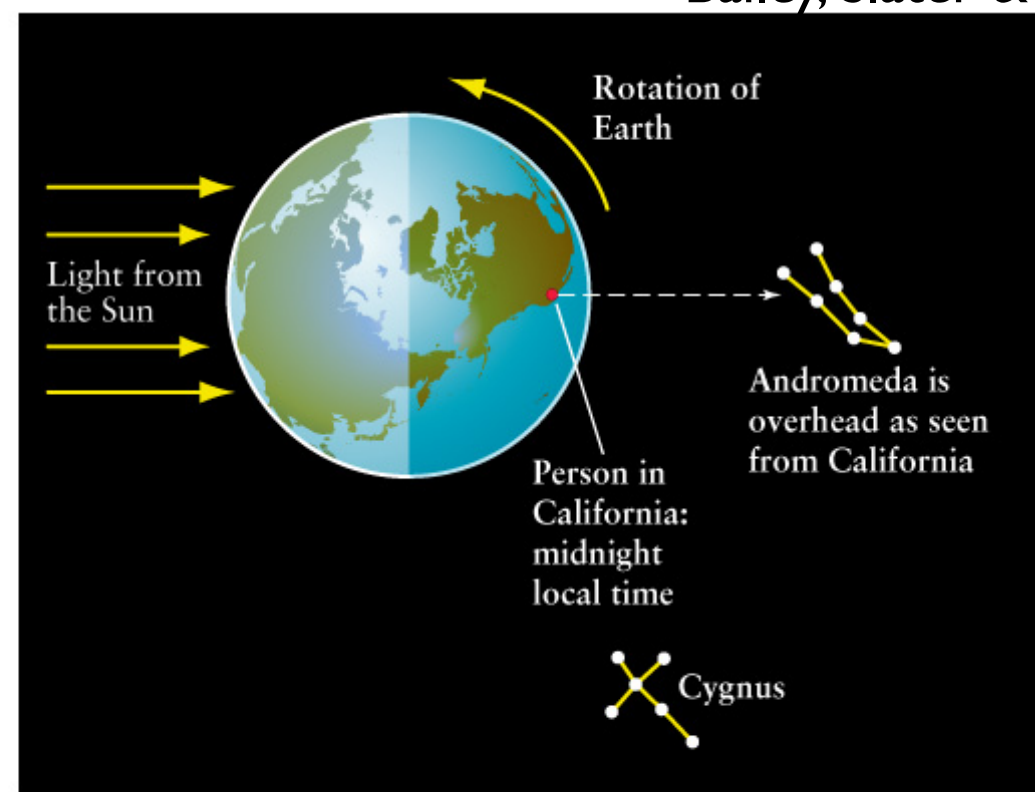 Rotation of
Earth
Light from
the Sun
Andromeda is
overhead as seen
from California
Person in
California:
midnight
local time
Cygnus